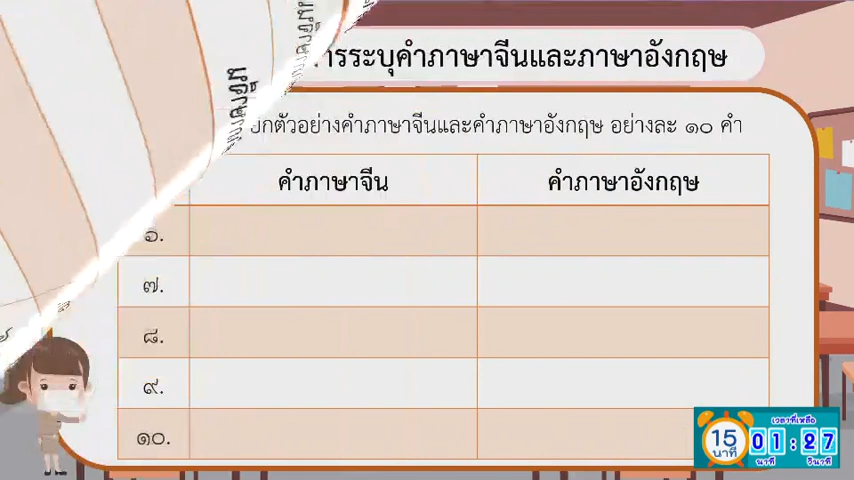 การระบุคำภาษาจีนและภาษาอังกฤษ
ยกตัวอย่างคำภาษาจีนและคำภาษาอังกฤษ อย่างละ ๑๐ คำ
คำภาษาจีน คำภาษาอังกฤษ
๖.
๗.
๘.
๙.
๑๐.
เวลาที่เหลือ
15 นาที
01 : 27
นาที วินาที